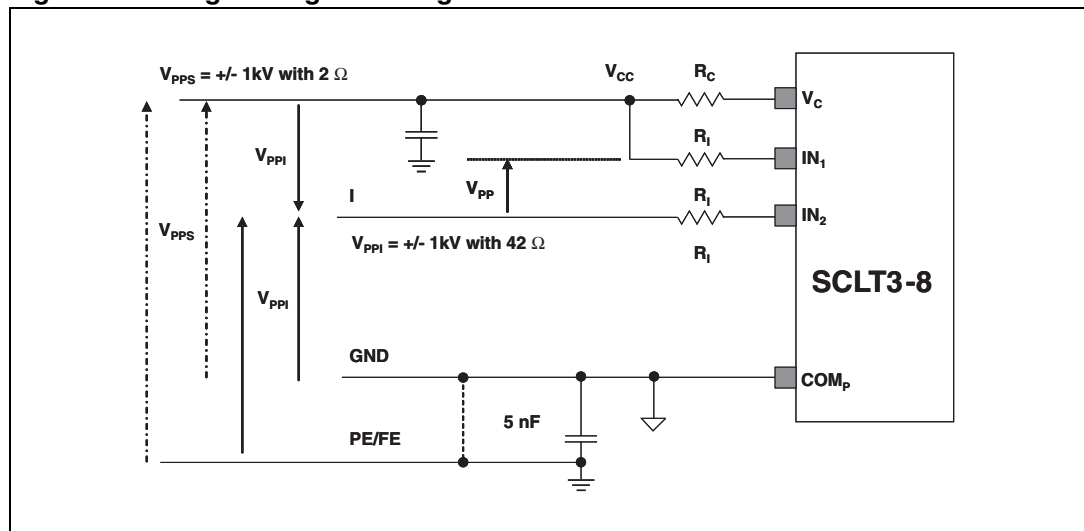 V_PPS = +/- 1kV with 2 Ω
V_CC
R_C
V_C
V_PPI
R_I
IN_1
V_PP
I
R_I
IN_2
V_PPS
V_PPI = +/- 1kV with 42 Ω
R_I
SCLT3-8
V_PPI
GND
COM_P
5 nF
PE/FE